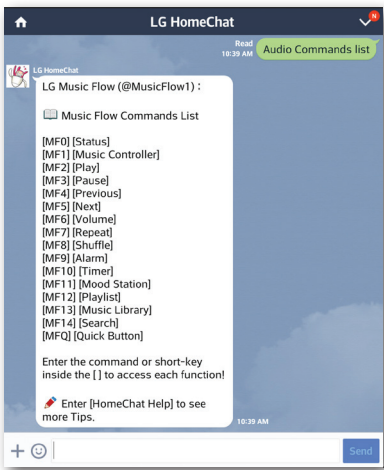 LG HomeChat
N
Read
10:39 AM
Audio Commands list
LG HomeChat
LG Music Flow (@MusicFlow1) :
Music Flow Commands List
[MF0] [Status]
[MF1] [Music Controller]
[MF2] [Play]
[MF3] [Pause]
[MF4] [Previous]
[MF5] [Next]
[MF6] [Volume]
[MF7] [Repeat]
[MF8] [Shuffle]
[MF9] [Alarm]
[MF10] [Timer]
[MF11] [Mood Station]
[MF12] [Playlist]
[MF13] [Music Library]
[MF14] [Search]
[MFQ] [Quick Button]
Enter the command or short-key
inside the [ ] to access each function!
Enter [HomeChat Help] to see
more Tips.
10:39 AM
Send